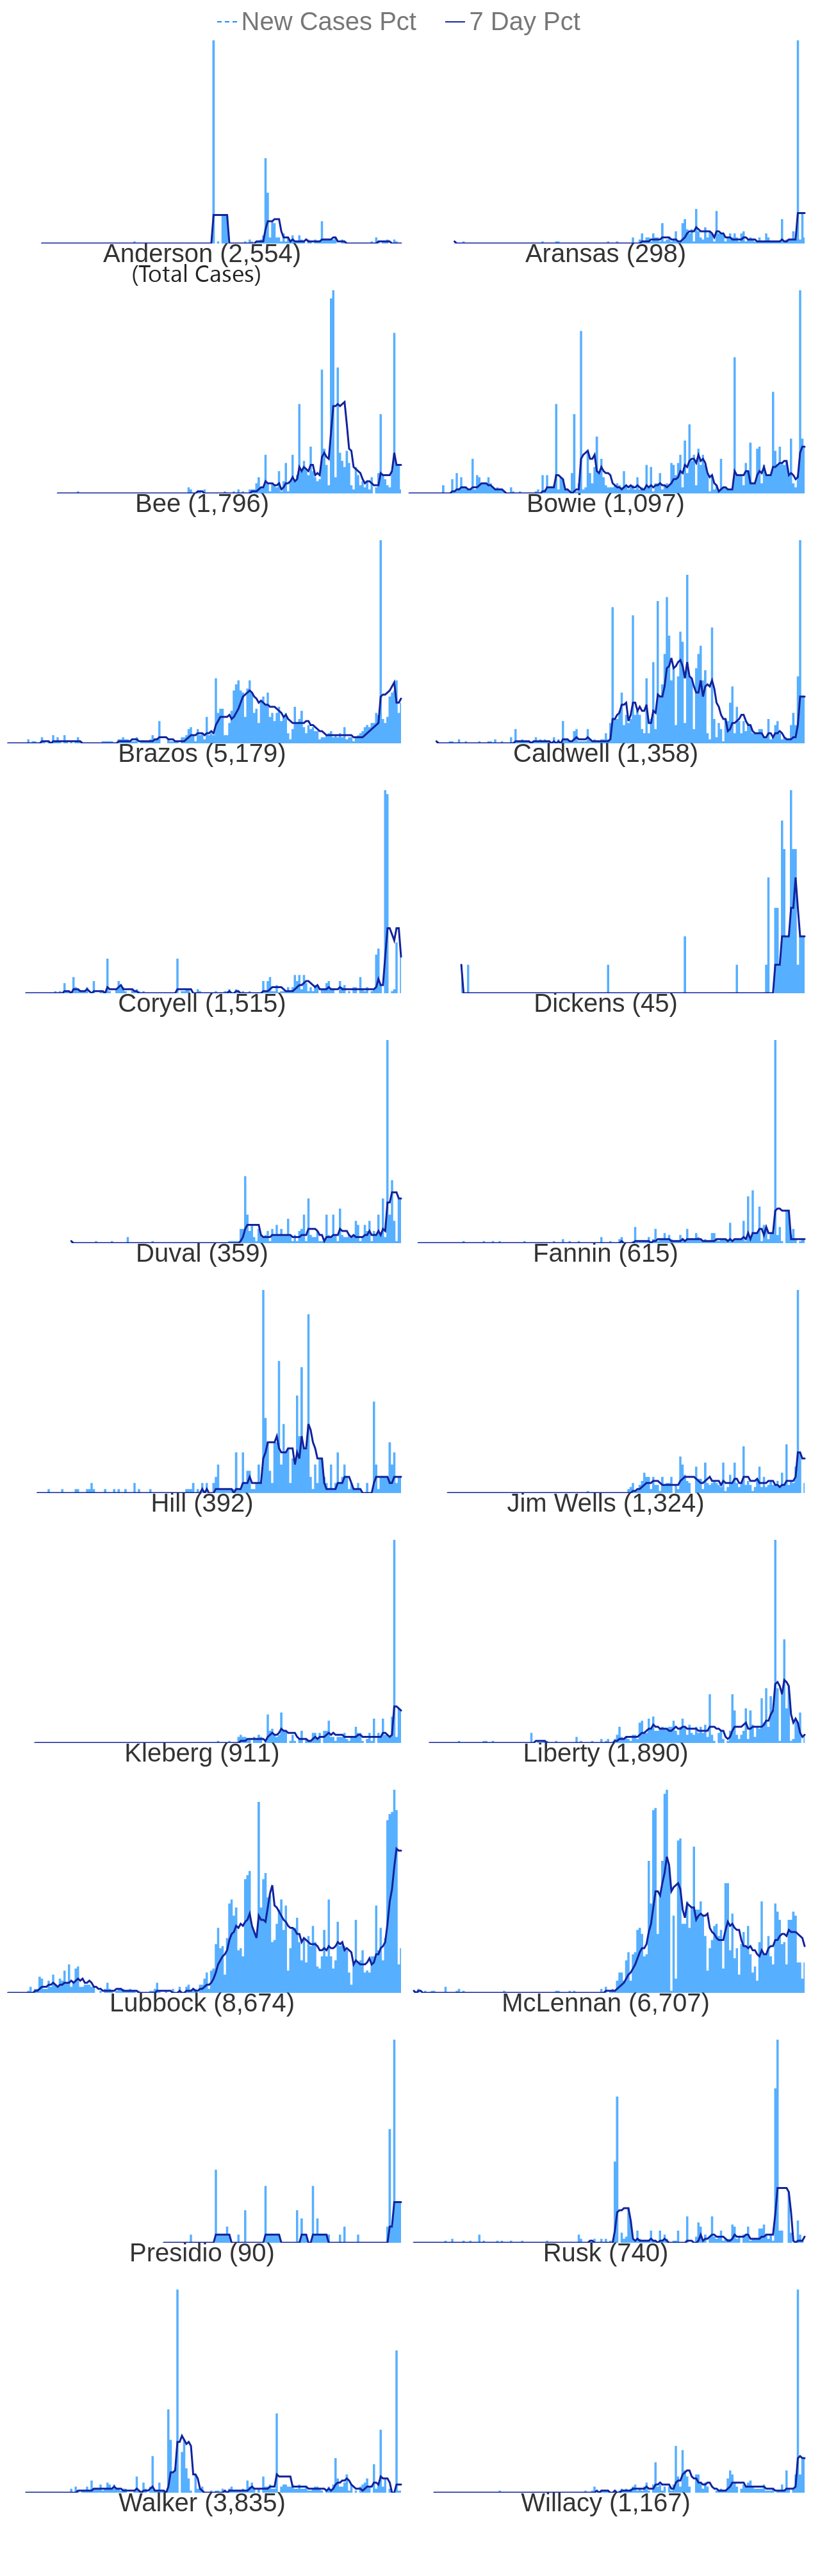 New Cases Pct 7 Day Pct
Anderson (2,554) Aransas (298)
(Total Cases)
Bee (1,796) Bowie (1,097)
Brazos (5,179) Caldwell (1,358)
Coryell (1,515) Dickens (45)
Duval (359) Fannin (615)
Hill (392) Jim Wells (1,324)
Kleberg (911) Liberty (1,890)
Lubbock (8,674) McLennan (6,707)
Presidio (90) Rusk (740)
Walker (3,835) Willacy (1,167)